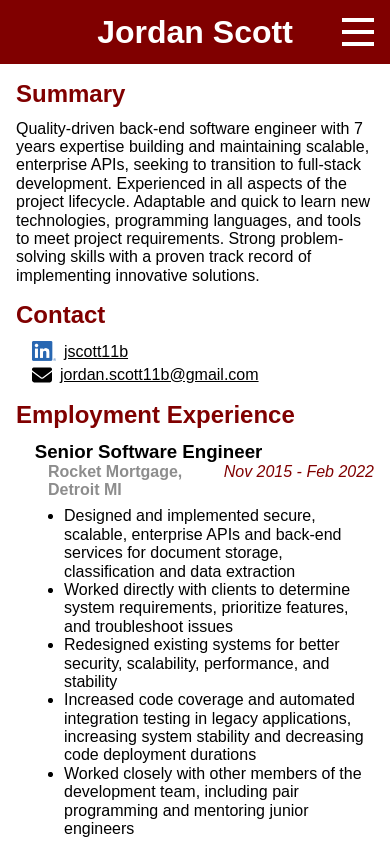 Jordan Scott
Summary
Quality-driven back-end software engineer with 7
years expertise building and maintaining scalable,
enterprise APIs, seeking to transition to full-stack
development. Experienced in all aspects of the
project lifecycle. Adaptable and quick to learn new
technologies, programming languages, and tools
to meet project requirements. Strong problem-
solving skills with a proven track record of
implementing innovative solutions.
Contact
in jscott11b
jordan.scott11b@gmail.com
Employment Experience
Senior Software Engineer
Rocket Mortgage, Nov 2015 - Feb 2022
Detroit MI
• Designed and implemented secure,
scalable, enterprise APIs and back-end
services for document storage,
classification and data extraction
• Worked directly with clients to determine
system requirements, prioritize features,
and troubleshoot issues
• Redesigned existing systems for better
security, scalability, performance, and
stability
• Increased code coverage and automated
integration testing in legacy applications,
increasing system stability and decreasing
code deployment durations
• Worked closely with other members of the
development team, including pair
programming and mentoring junior
engineers